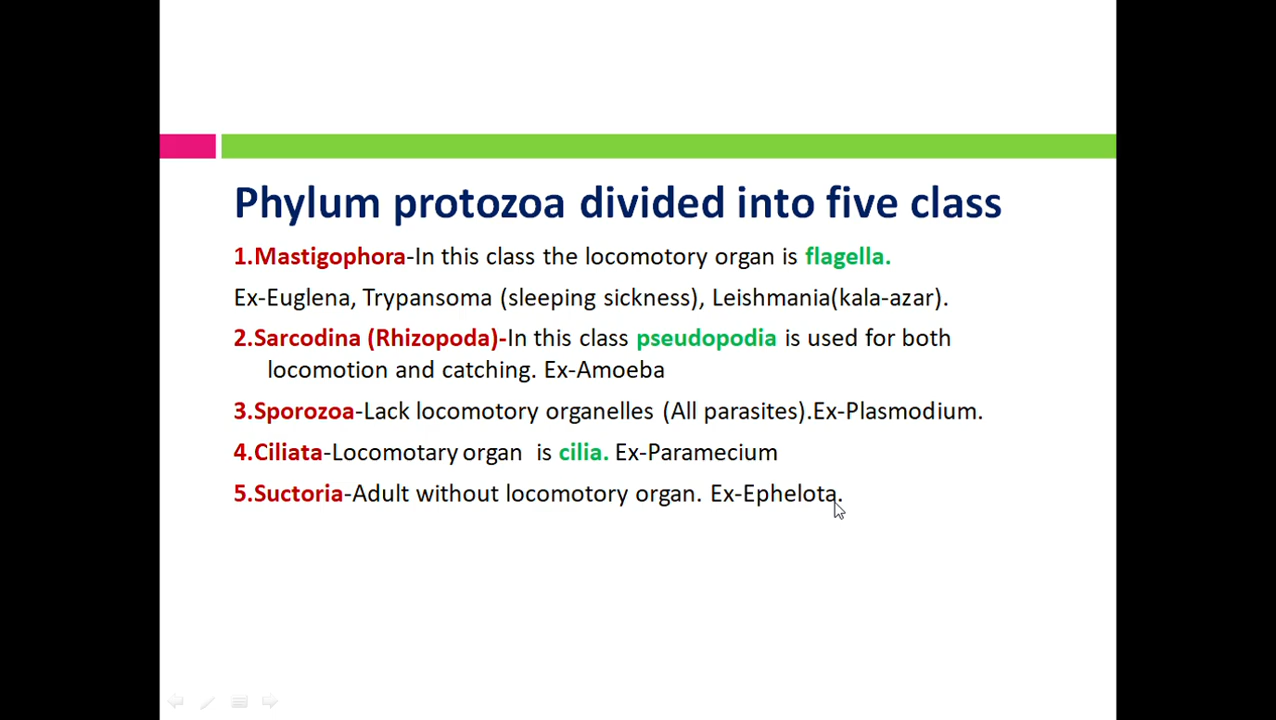 Phylum protozoa divided into five class
1.Mastigophora-In this class the locomotory organ is flagella.
Ex-Euglena, Trypansoma (sleeping sickness), Leishmania(kala-azar).
2.Sarcodina (Rhizopoda)-In this class pseudopodia is used for both
locomotion and catching. Ex-Amoeba
3.Sporozoa-Lack locomotory organelles (All parasites).Ex-Plasmodium.
4.Ciliata-Locomotary organ  is cilia. Ex-Paramecium
5.Suctoria-Adult without locomotory organ. Ex-Ephelota.